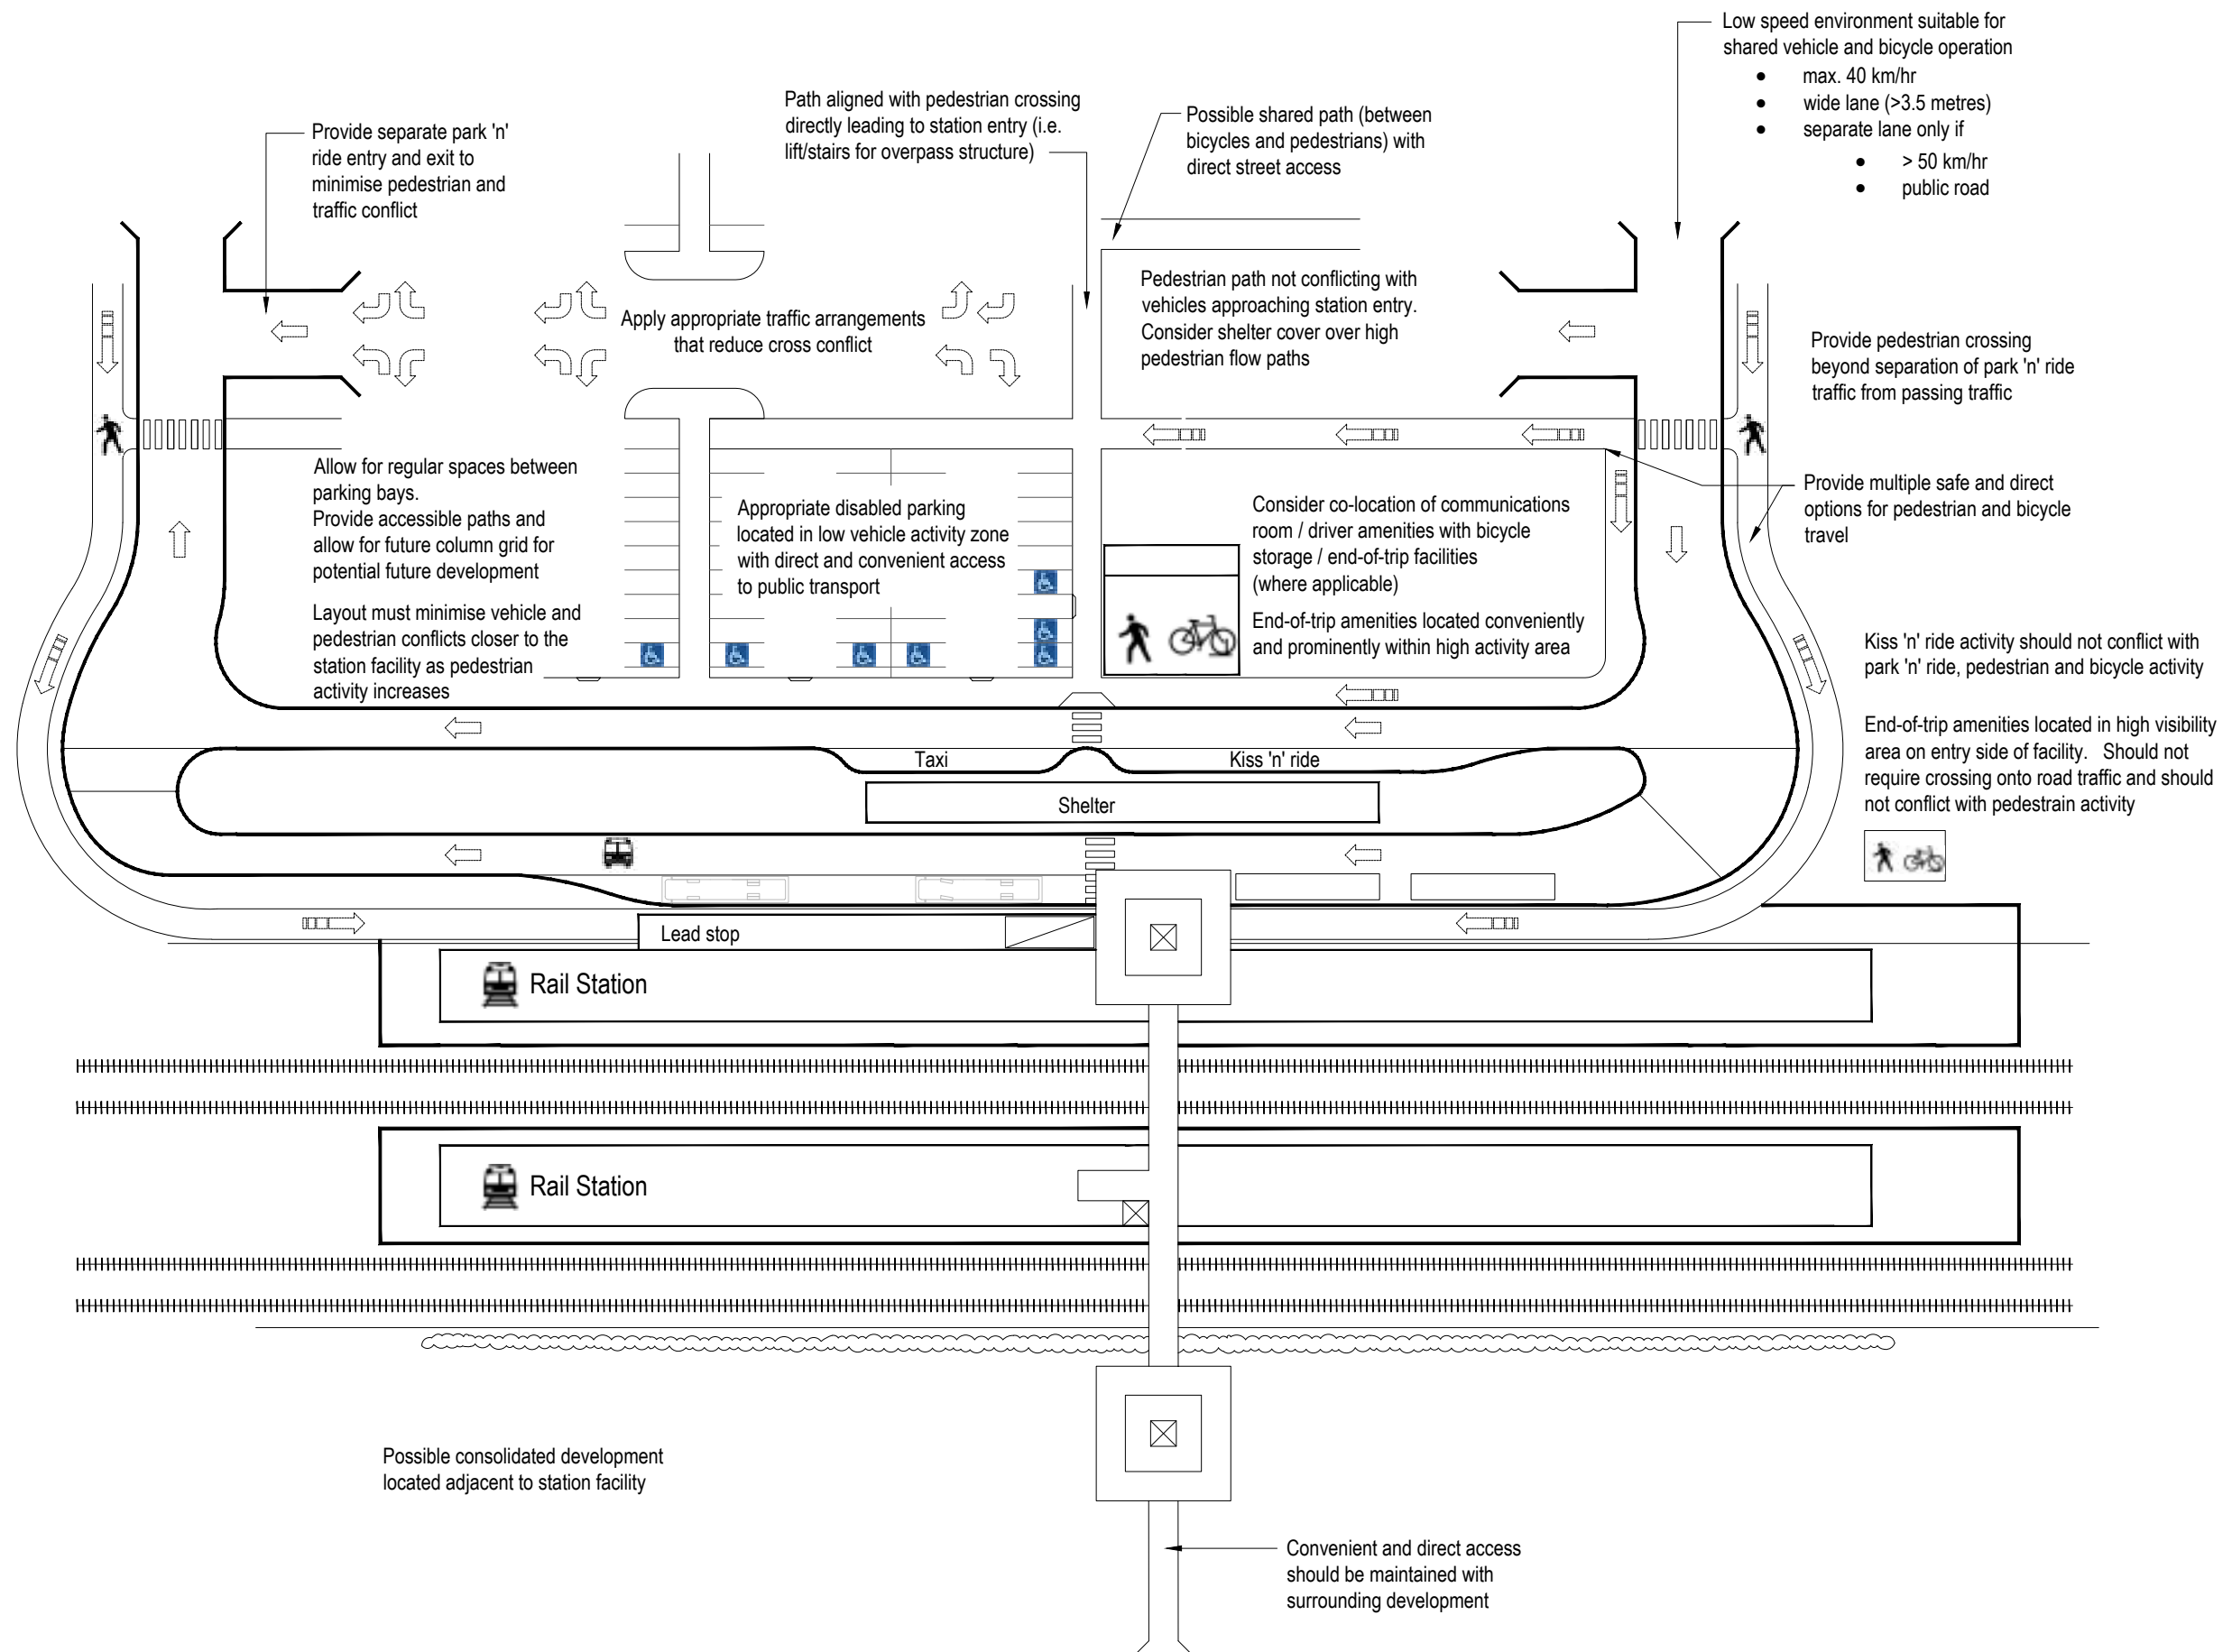 Low speed environment suitable for
shared vehicle and bicycle operation
• max. 40 km/hr
• wide lane (>3.5 metres)
• separate lane only if
• > 50 km/hr
• public road
Path aligned with pedestrian crossing
directly leading to station entry (i.e.
lift/stairs for overpass structure)
Possible shared path (between
bicycles and pedestrians) with
direct street access
Provide separate park 'n'
ride entry and exit to
minimise pedestrian and
traffic conflict
Pedestrian path not conflicting with
vehicles approaching station entry.
Consider shelter cover over high
pedestrian flow paths
Apply appropriate traffic arrangements
that reduce cross conflict
Provide pedestrian crossing
beyond separation of park 'n' ride
traffic from passing traffic
Allow for regular spaces between
parking bays.
Provide accessible paths and
allow for future column grid for
potential future development
Layout must minimise vehicle and
pedestrian conflicts closer to the
station facility as pedestrian
activity increases
Appropriate disabled parking
located in low vehicle activity zone
with direct and convenient access
to public transport
Consider co-location of communications
room / driver amenities with bicycle
storage / end-of-trip facilities
(where applicable)
End-of-trip amenities located conveniently
and prominently within high activity area
Provide multiple safe and direct
options for pedestrian and bicycle
travel
Kiss 'n' ride activity should not conflict with
park 'n' ride, pedestrian and bicycle activity
End-of-trip amenities located in high visibility
area on entry side of facility. Should not
require crossing onto road traffic and should
not conflict with pedestrain activity
Taxi
Kiss 'n' ride
Shelter
Lead stop
Rail Station
Rail Station
Possible consolidated development
located adjacent to station facility
Convenient and direct access
should be maintained with
surrounding development